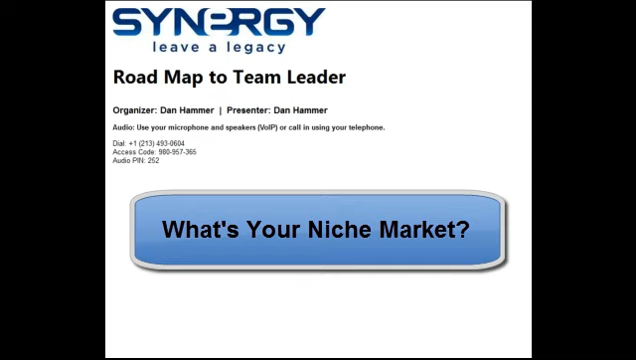 SYNERGY
leave a legacy
Road Map to Team Leader
Organizer: Dan Hammer | Presenter: Dan Hammer
Audio: Use your microphone and speakers (VoIP) or call in using your telephone.
Dial: +1 (213) 493-0604
Access Code: 980-957-365
Audio PIN: 252
What's Your Niche Market?